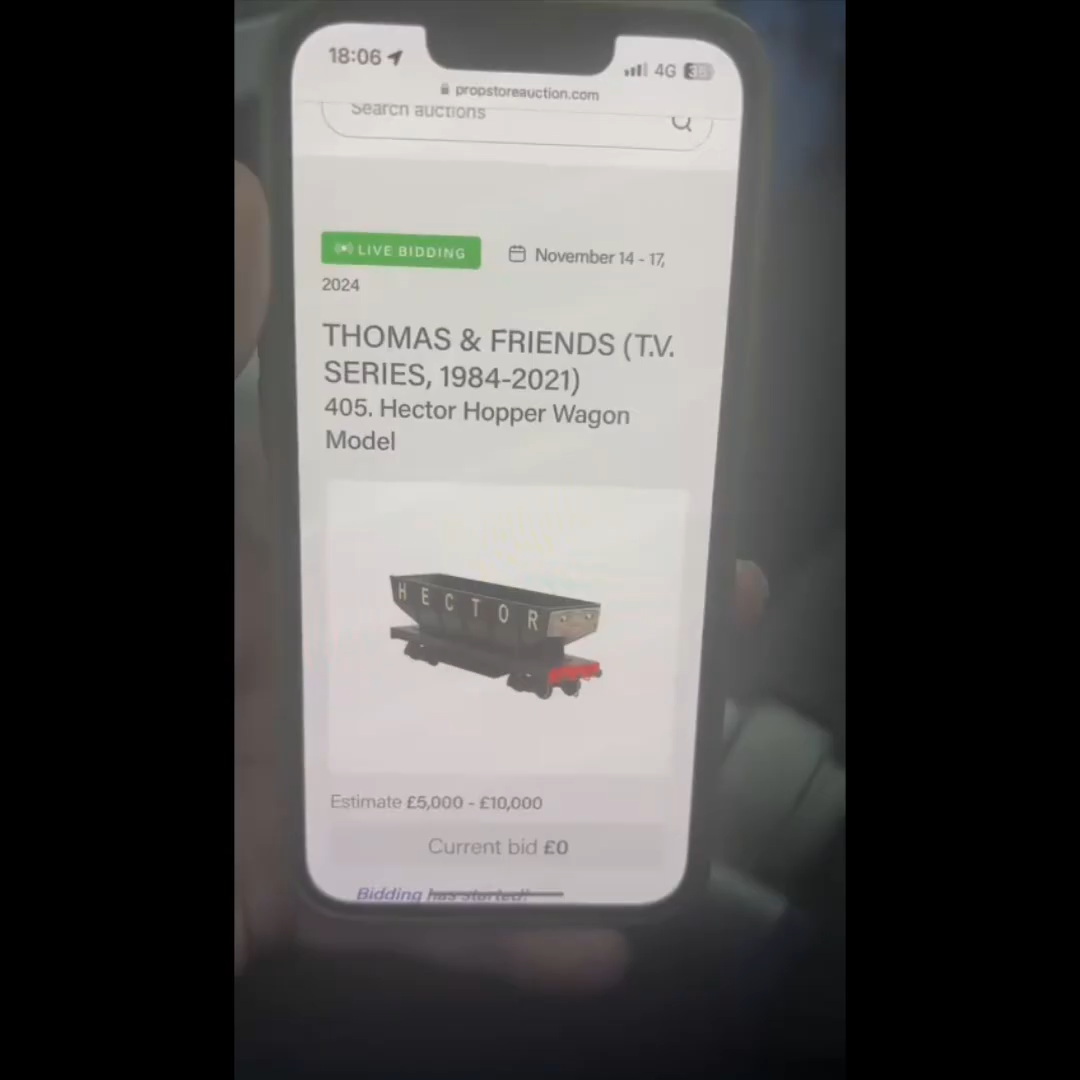 18:06
4G 35
propstoreauction.com
Search auctions
LIVE BIDDING
November 14 - 17,
2024
THOMAS & FRIENDS (T.V.
SERIES, 1984-2021)
405. Hector Hopper Wagon
Model
HECTOR
Estimate £5,000 - £10,000
Current bid £0
Bidding has started!